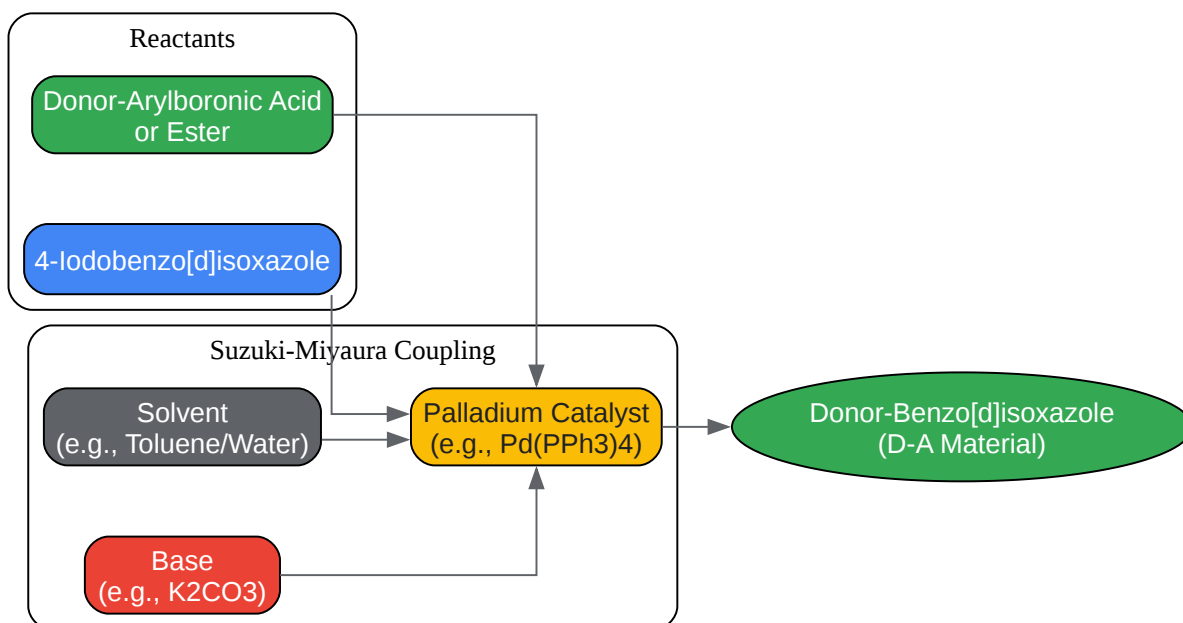 Reactants
Donor-Arylboronic Acid
or Ester
4-Iodobenzo[d]isoxazole
Suzuki-Miyaura Coupling
Solvent
(e.g., Toluene/Water)
Palladium Catalyst
(e.g., Pd(PPh3)4)
Donor-Benzo[d]isoxazole
(D-A Material)
Base
(e.g., K2CO3)